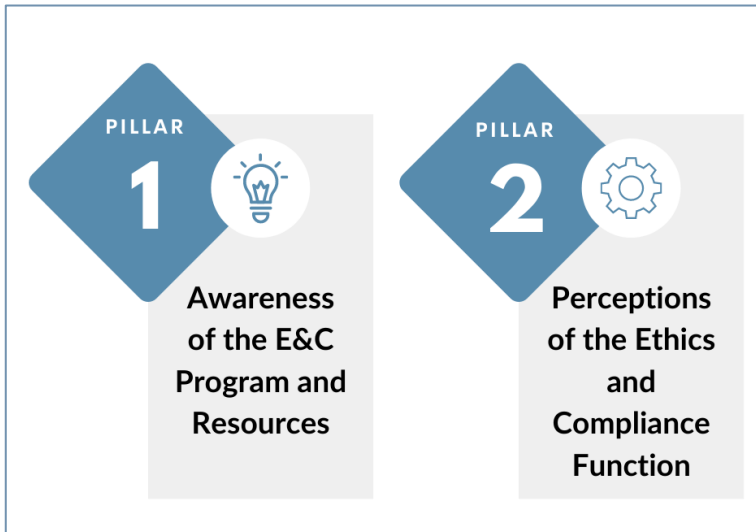 PILLAR
1
Awareness
of the E&C
Program and
Resources
PILLAR
2
Perceptions
of the Ethics
and
Compliance
Function